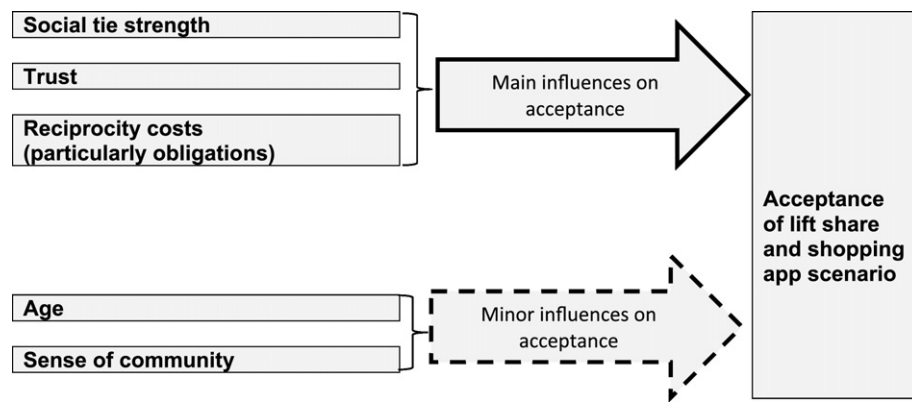 Social tie strength
Trust
Reciprocity costs
(particularly obligations)
Main influences on
acceptance
Age
Sense of community
Minor influences on
acceptance
Acceptance
of lift share
and shopping
app scenario